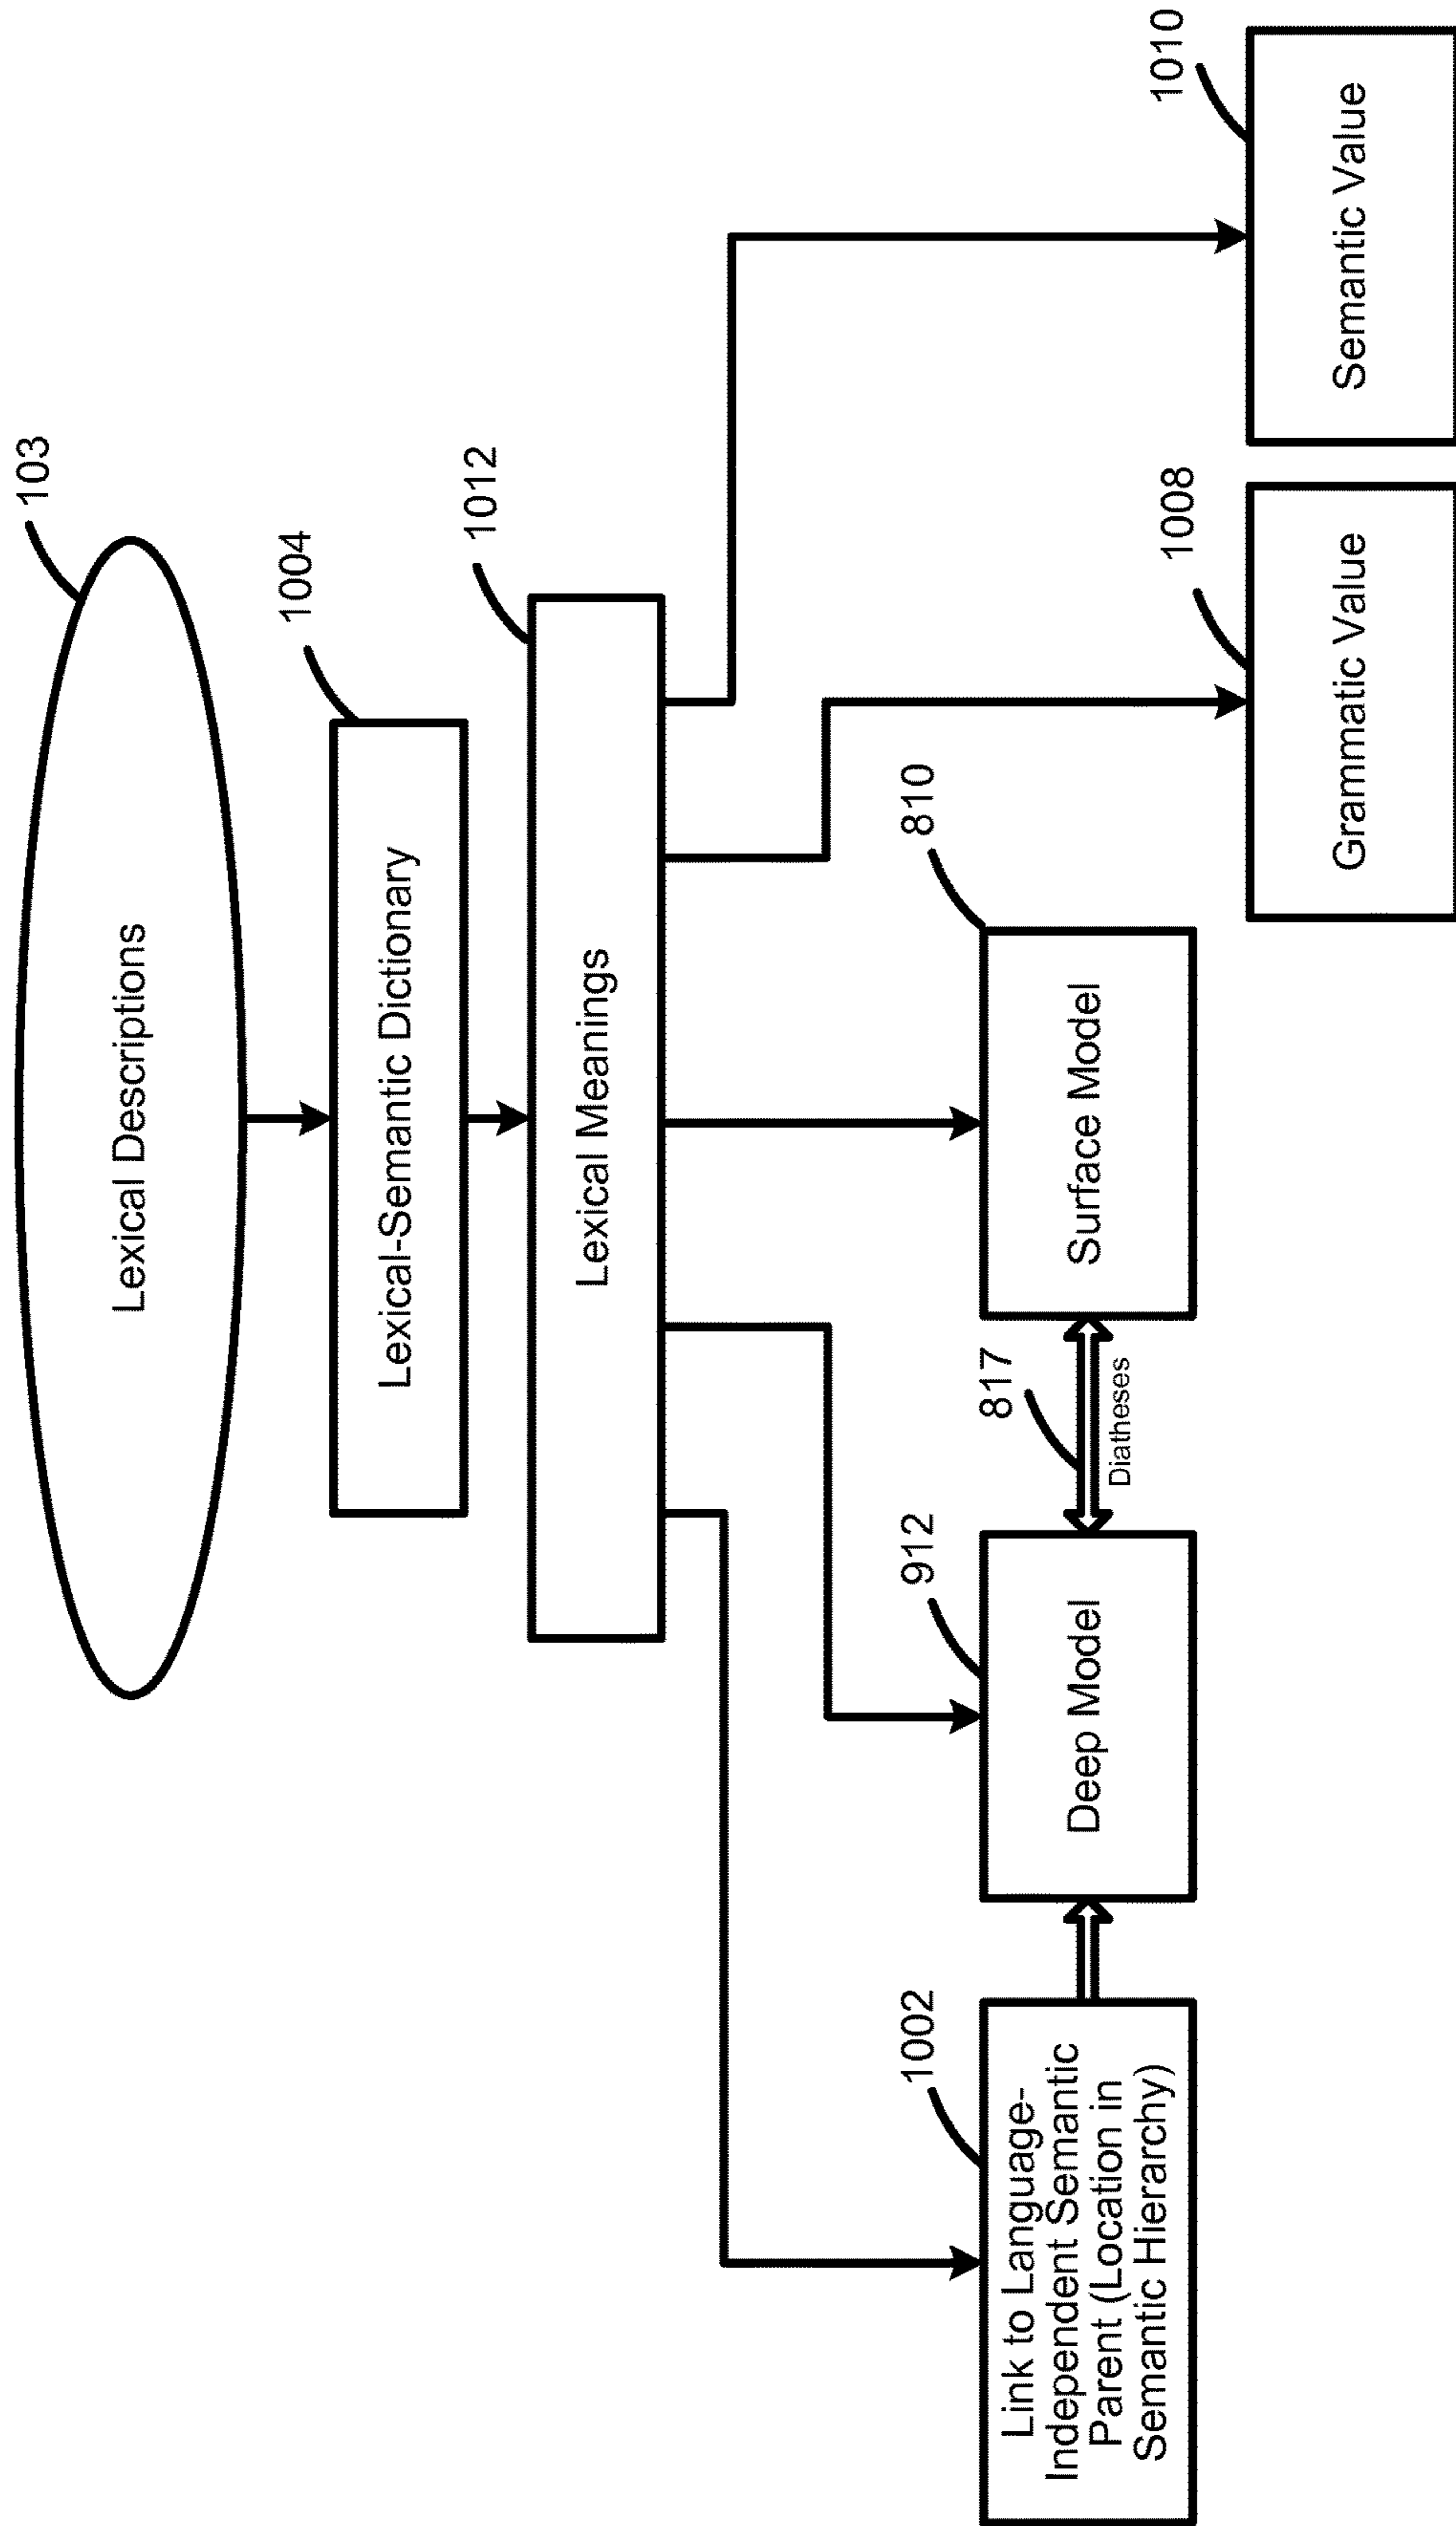 103
Lexical Descriptions
1004
Lexical-Semantic Dictionary
1012
Lexical Meanings
1002
Link to Language-
Independent Semantic
Parent (Location in
Semantic Hierarchy)
912
Deep Model
817
Diatheses
810
Surface Model
1008
Grammatic Value
1010
Semantic Value